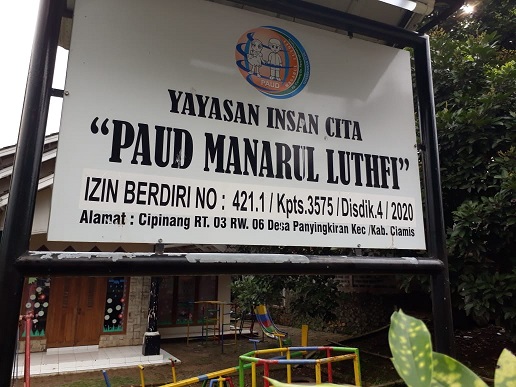 PAUD
YAYASAN INSAN CITA
“PAUD MANARUL LUTHFI”
IZIN BERDIRI NO : 421.1 / Kpts.3575 / Disdik.4 / 2020
Alamat : Cipinang RT. 03 RW. 06 Desa Panyingkiran Kec /Kab. Ciamis